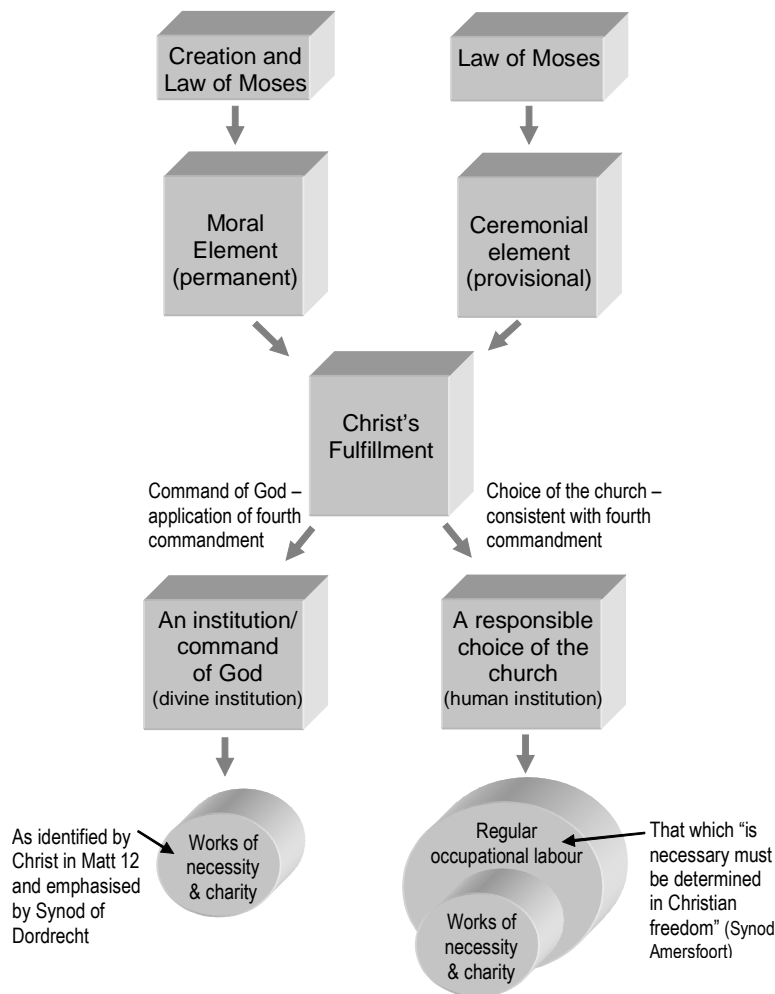 Creation and
Law of Moses
Law of Moses
Moral
Element
(permanent)
Ceremonial
element
(provisional)
Christ's
Fulfillment
Command of God –
application of fourth
commandment
Choice of the church –
consistent with fourth
commandment
An institution/
command
of God
(divine institution)
A responsible
choice of the
church
(human institution)
As identified by
Christ in Matt 12
and emphasised
by Synod of
Dordrecht
Works of
necessity
& charity
Regular
occupational labour
Works of
necessity
& charity
That which “is
necessary must
be determined
in Christian
freedom” (Synod
Amersfoort)